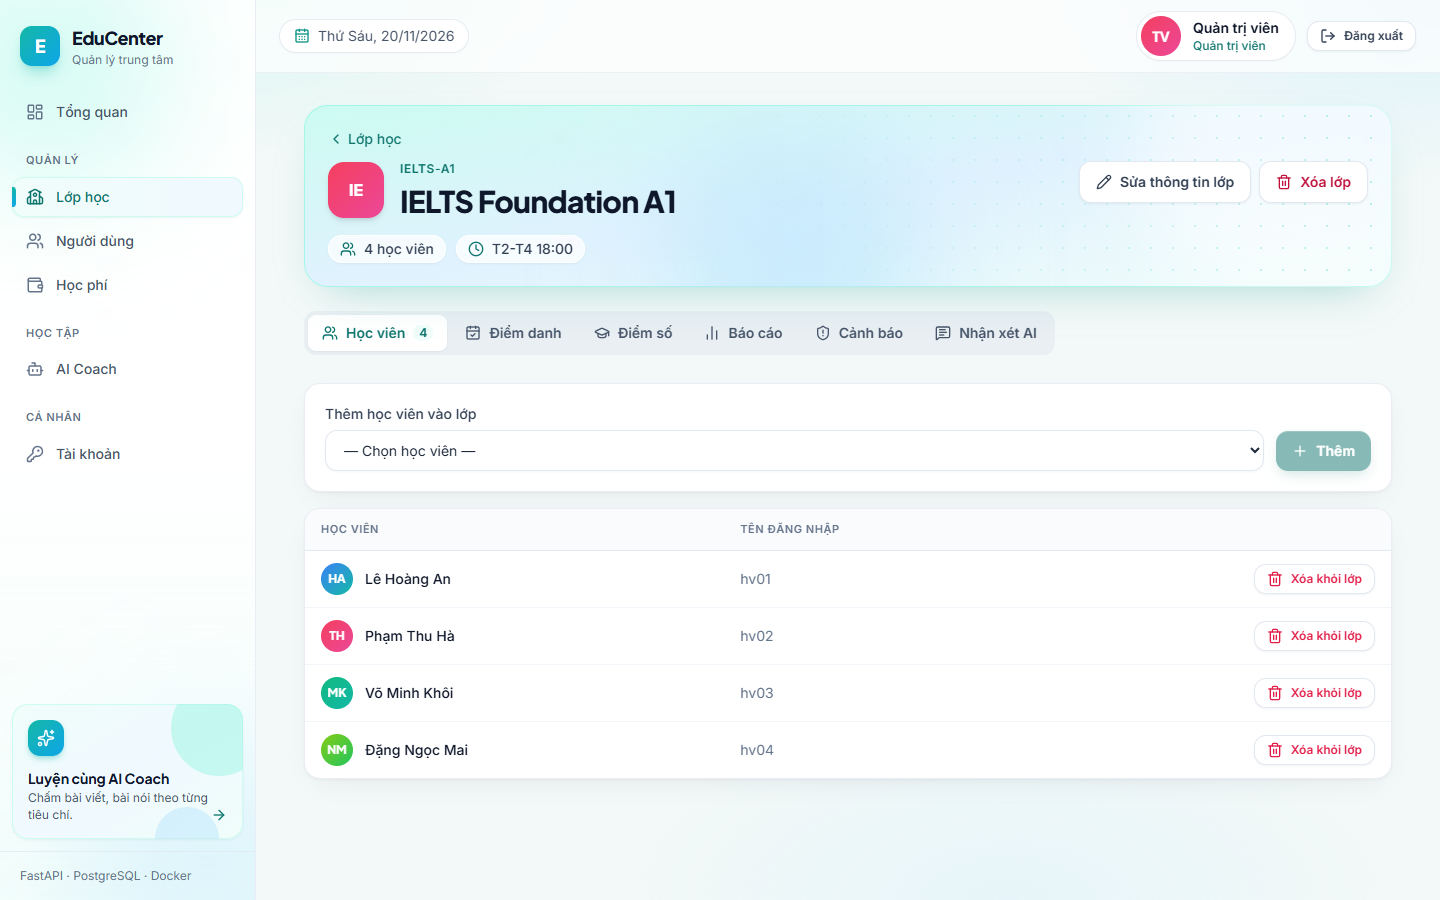 E
EduCenter
Quản lý trung tâm
Tổng quan
QUẢN LÝ
Lớp học
Người dùng
Học phí
HỌC TẬP
AI Coach
CÁ NHÂN
Tài khoản
Luyện cùng AI Coach
Chấm bài viết, bài nói theo từng
tiêu chí.
FastAPI · PostgreSQL · Docker
Thứ Sáu, 20/11/2026
TV
Quản trị viên
Quản trị viên
Đăng xuất
Lớp học
IE
IELTS-A1
IELTS Foundation A1
4 học viên
T2-T4 18:00
Sửa thông tin lớp
Xóa lớp
Học viên 4
Điểm danh
Điểm số
Báo cáo
Cảnh báo
Nhận xét AI
Thêm học viên vào lớp
— Chọn học viên —
Thêm
HỌC VIÊN
TÊN ĐĂNG NHẬP
HA Lê Hoàng An hv01 Xóa khỏi lớp
TH Phạm Thu Hà hv02 Xóa khỏi lớp
MK Võ Minh Khôi hv03 Xóa khỏi lớp
NM Đặng Ngọc Mai hv04 Xóa khỏi lớp